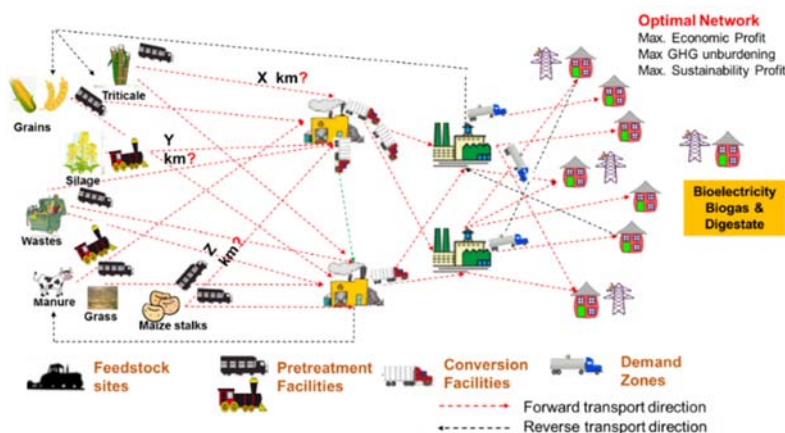 Optimal Network
Max. Economic Profit
Max GHG unburdening
Max. Sustainability Profit
X km?
Triticale
Grains
Y
km?
Silage
Wastes
Z
km?
Manure
Grass
Maize stalks
Bioelectricity
Biogas &
Digestate
Feedstock
sites
Pretreatment
Facilities
Conversion
Facilities
Demand
Zones
Forward transport direction
Reverse transport direction